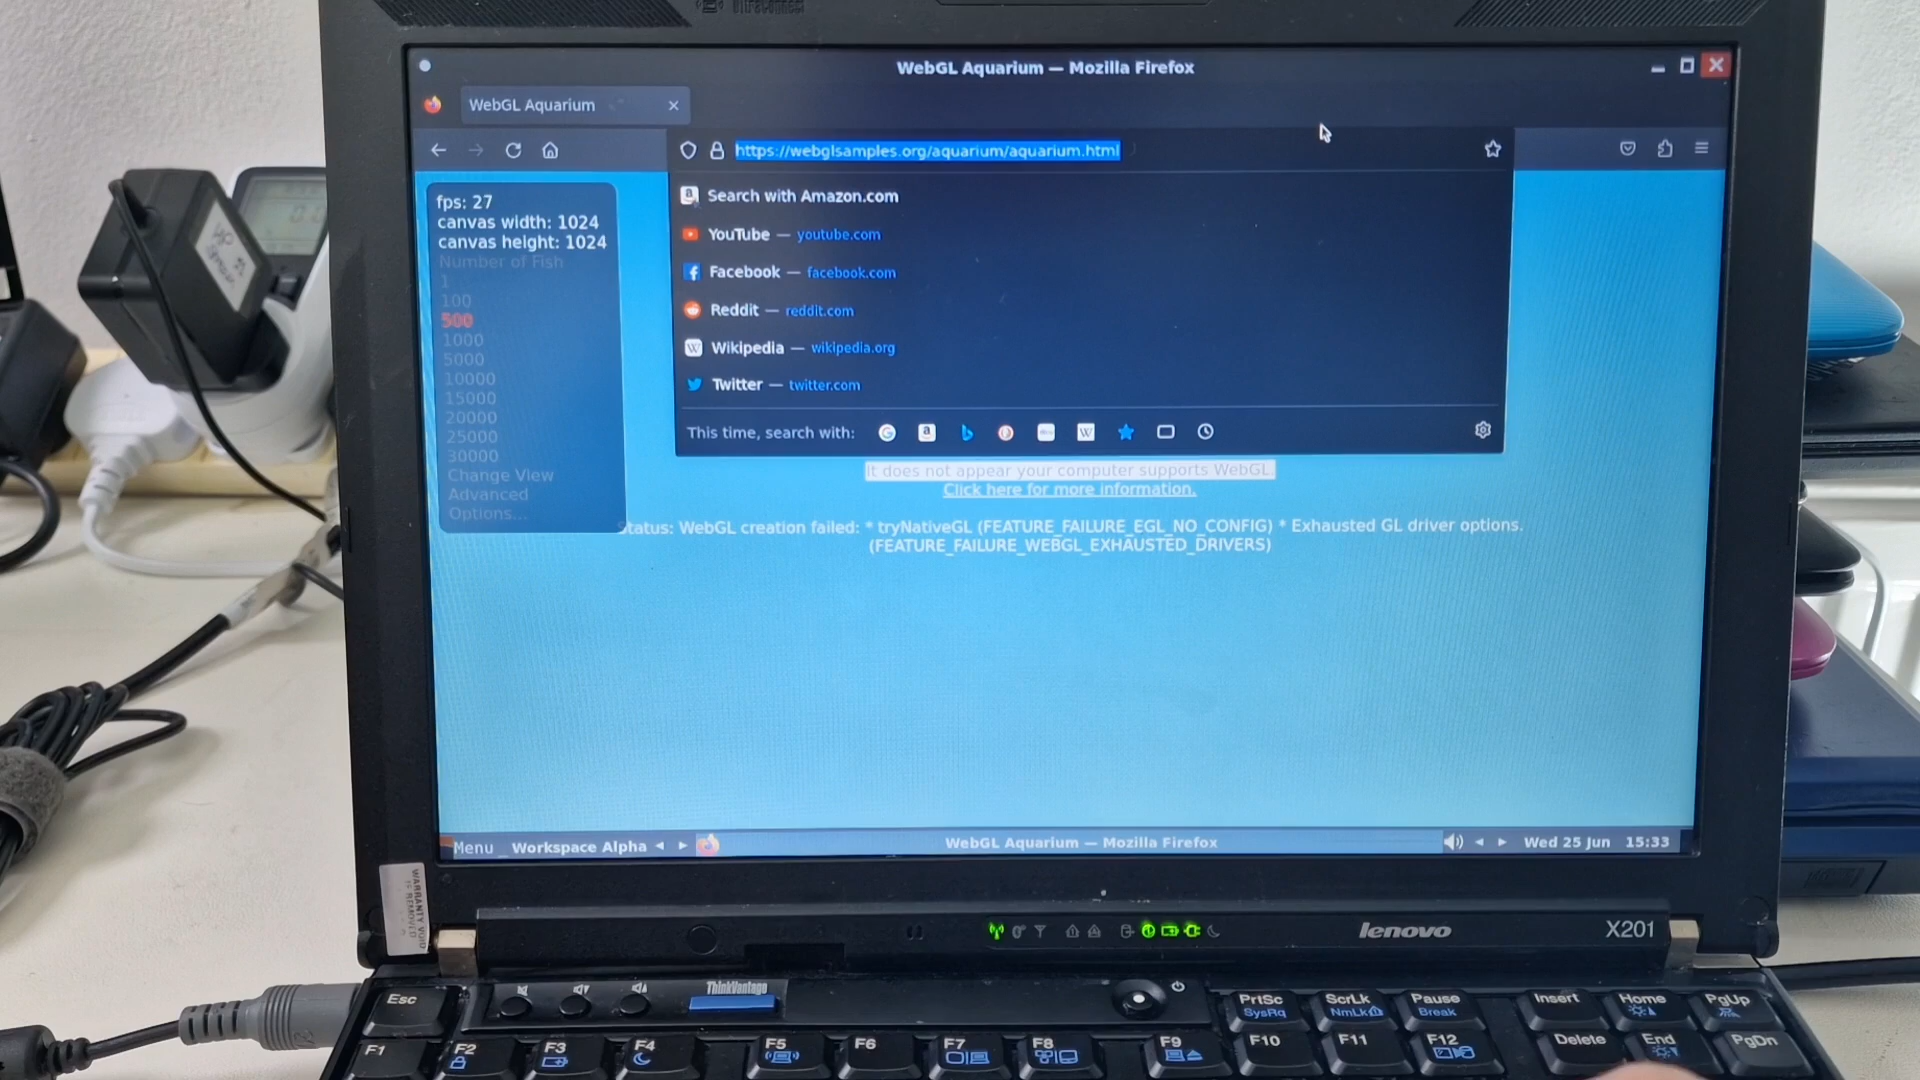 UltraConnect
WebGL Aquarium — Mozilla Firefox
WebGL Aquarium
https://webglsamples.org/aquarium/aquarium.html
Search with Amazon.com
YouTube — youtube.com
Facebook — facebook.com
Reddit — reddit.com
Wikipedia — wikipedia.org
Twitter — twitter.com
This time, search with:
fps: 27
canvas width: 1024
canvas height: 1024
Number of Fish
1
100
500
1000
5000
10000
15000
20000
25000
30000
Change View
Advanced
Options...
It does not appear your computer supports WebGL.
Click here for more information.
Status: WebGL creation failed: * tryNativeGL (FEATURE_FAILURE_EGL_NO_CONFIG) * Exhausted GL driver options.
(FEATURE_FAILURE_WEBGL_EXHAUSTED_DRIVERS)
Menu Workspace Alpha WebGL Aquarium — Mozilla Firefox Wed 25 Jun 15:33
WARRANTY VOID
IF REMOVED
lenovo X201
ThinkVantage
Esc
PrtSc
SysRq
ScrLk
NmLk
Pause
Break
Insert
Home
PgUp
F1
F2
F3
F4
F5
F6
F7
F8
F9
F10
F11
F12
Delete
End
PgDn